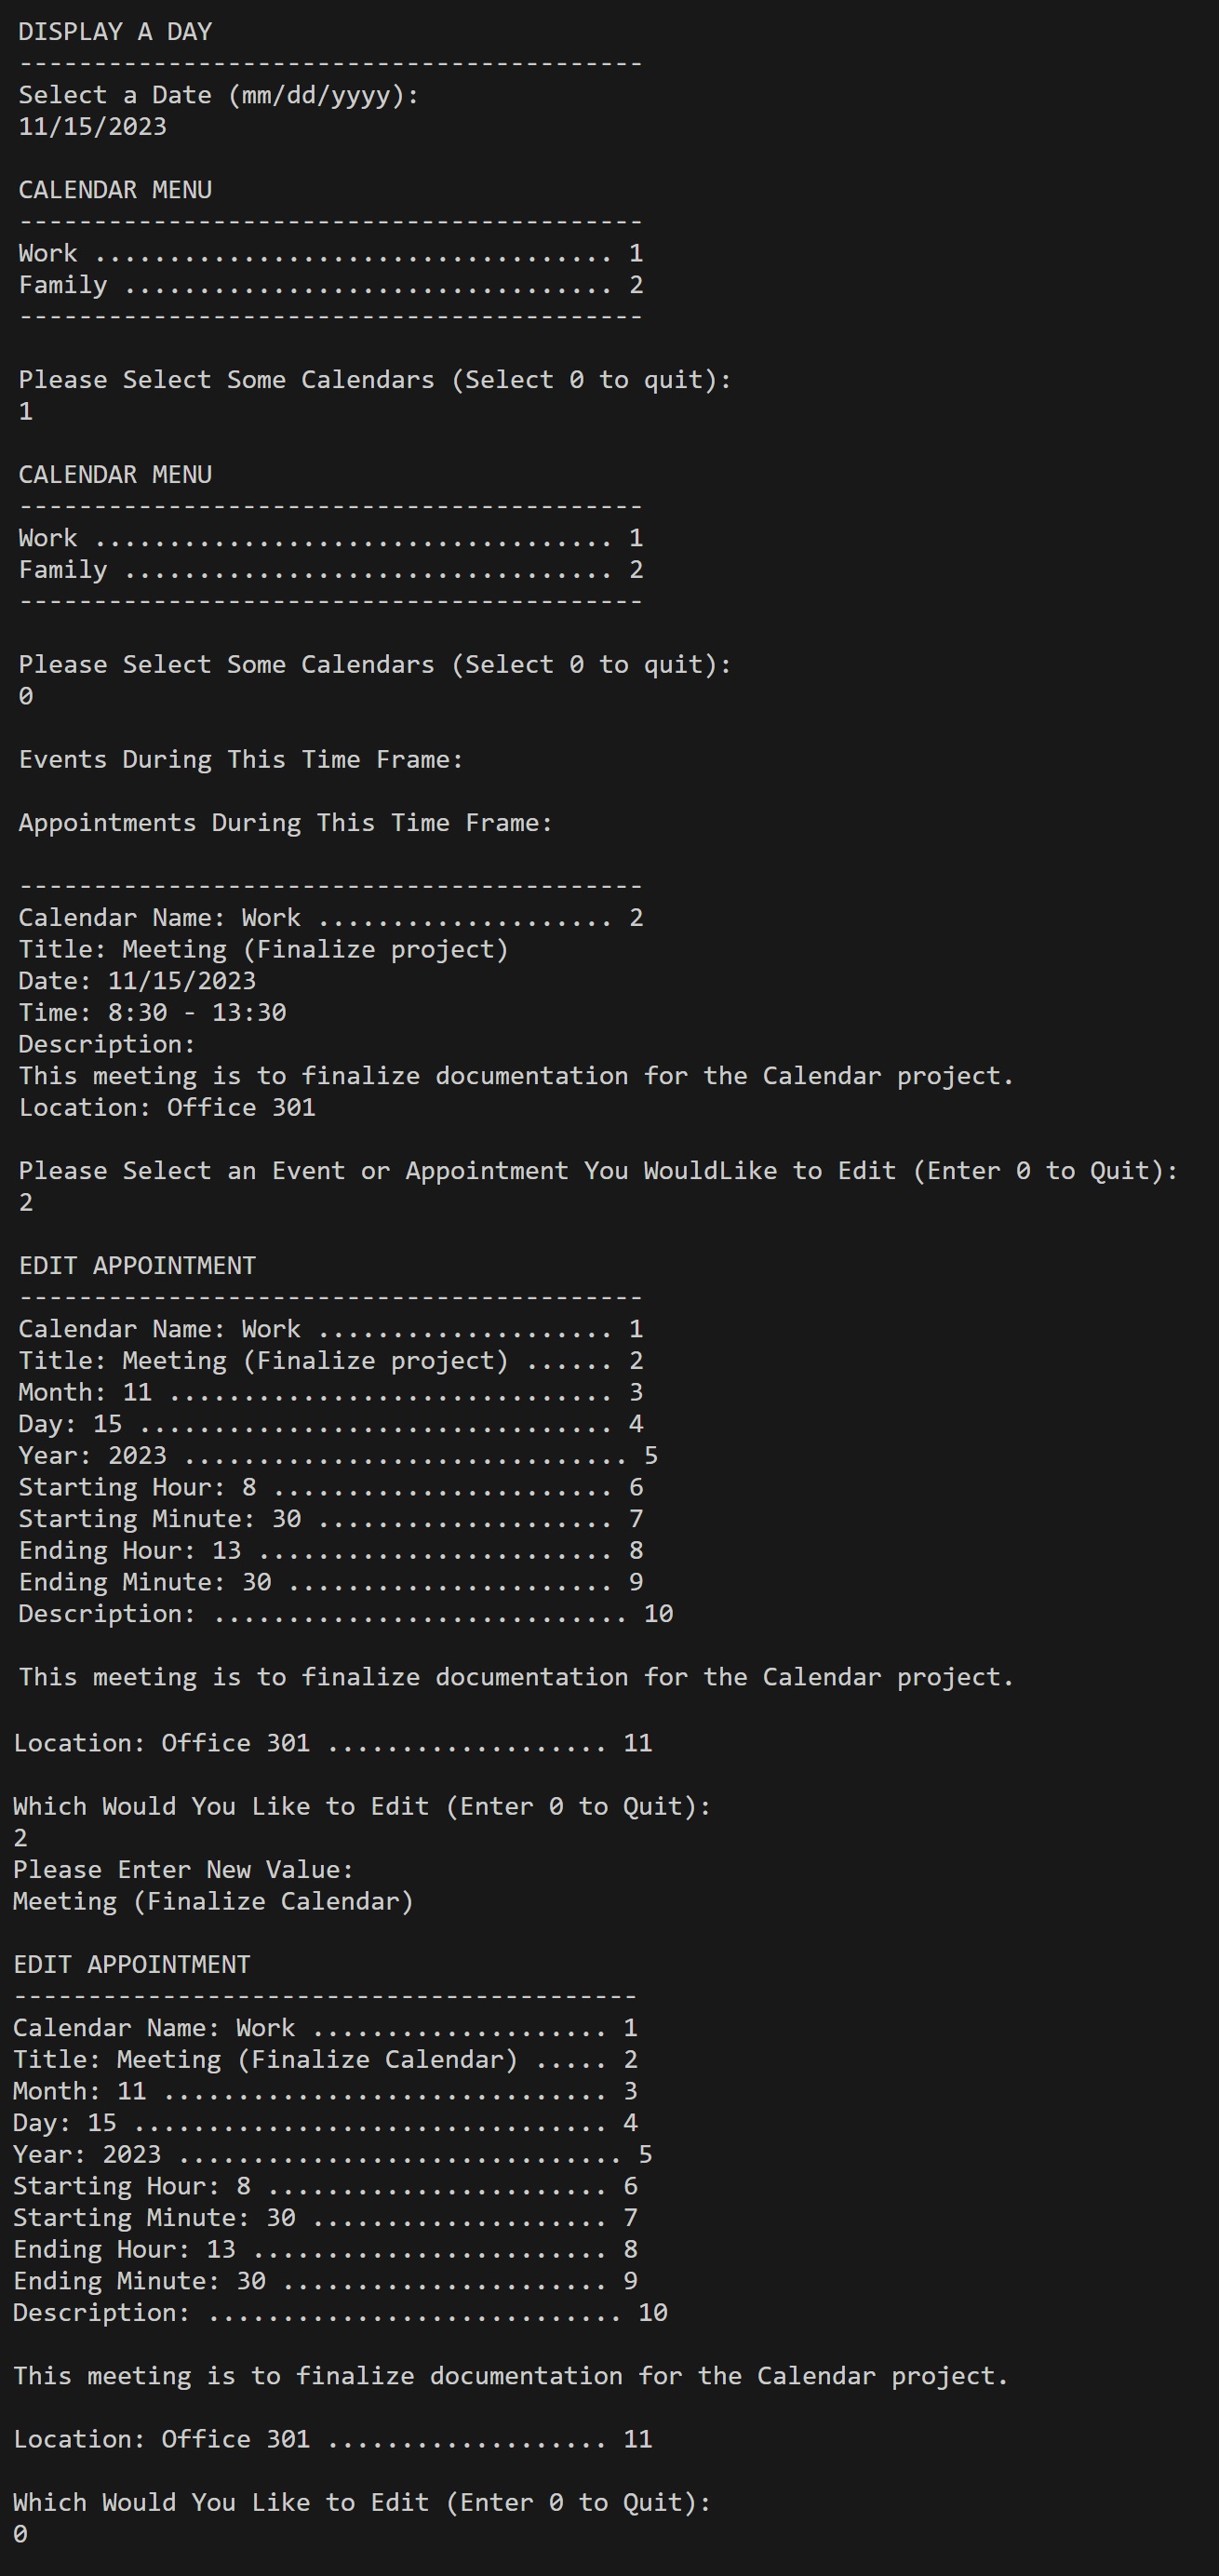 DISPLAY A DAY
------------------------------------------
Select a Date (mm/dd/yyyy):
11/15/2023
CALENDAR MENU
------------------------------------------
Work ................................... 1
Family ................................. 2
------------------------------------------
Please Select Some Calendars (Select 0 to quit):
1
CALENDAR MENU
------------------------------------------
Work ................................... 1
Family ................................. 2
------------------------------------------
Please Select Some Calendars (Select 0 to quit):
0
Events During This Time Frame:
Appointments During This Time Frame:
------------------------------------------
Calendar Name: Work .................... 2
Title: Meeting (Finalize project)
Date: 11/15/2023
Time: 8:30 - 13:30
Description:
This meeting is to finalize documentation for the Calendar project.
Location: Office 301
Please Select an Event or Appointment You WouldLike to Edit (Enter 0 to Quit):
2
EDIT APPOINTMENT
------------------------------------------
Calendar Name: Work .................... 1
Title: Meeting (Finalize project) ...... 2
Month: 11 .............................. 3
Day: 15 ................................ 4
Year: 2023 .............................. 5
Starting Hour: 8 ....................... 6
Starting Minute: 30 .................... 7
Ending Hour: 13 ........................ 8
Ending Minute: 30 ...................... 9
Description: ............................ 10
This meeting is to finalize documentation for the Calendar project.
Location: Office 301 ................... 11
Which Would You Like to Edit (Enter 0 to Quit):
2
Please Enter New Value:
Meeting (Finalize Calendar)
EDIT APPOINTMENT
------------------------------------------
Calendar Name: Work .................... 1
Title: Meeting (Finalize Calendar) ..... 2
Month: 11 .............................. 3
Day: 15 ................................ 4
Year: 2023 .............................. 5
Starting Hour: 8 ....................... 6
Starting Minute: 30 .................... 7
Ending Hour: 13 ........................ 8
Ending Minute: 30 ...................... 9
Description: ............................ 10
This meeting is to finalize documentation for the Calendar project.
Location: Office 301 ................... 11
Which Would You Like to Edit (Enter 0 to Quit):
0